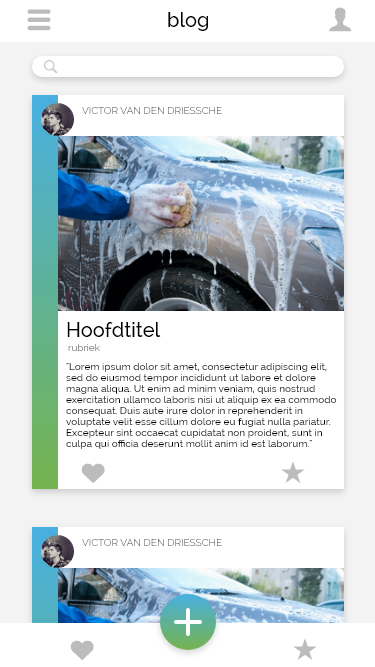 blog
VICTOR VAN DEN DRIESSCHE
Hoofdtitel
rubriek
"Lorem ipsum dolor sit amet, consectetur adipiscing elit,
sed do eiusmod tempor incididunt ut labore et dolore
magna aliqua. Ut enim ad minim veniam, quis nostrud
exercitation ullamco laboris nisi ut aliquip ex ea commodo
consequat. Duis aute irure dolor in reprehenderit in
voluptate velit esse cillum dolore eu fugiat nulla pariatur.
Excepteur sint occaecat cupidatat non proident, sunt in
culpa qui officia deserunt mollit anim id est laborum."
VICTOR VAN DEN DRIESSCHE